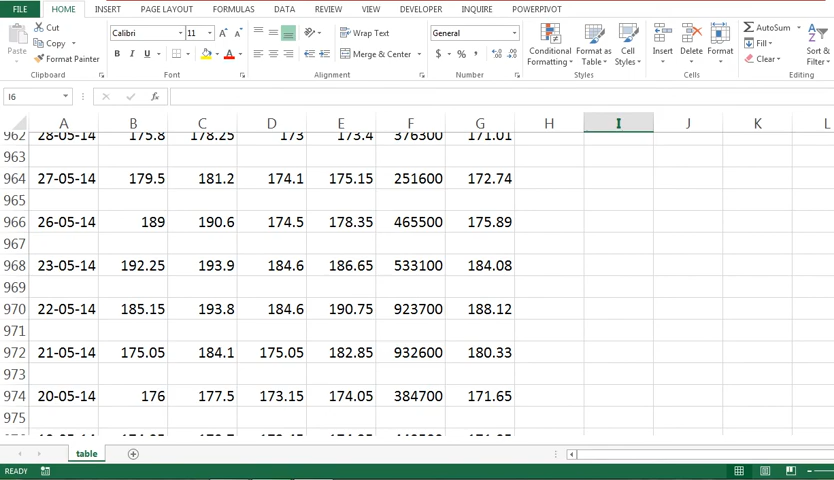 FILE HOME INSERT PAGE LAYOUT FORMULAS DATA REVIEW VIEW DEVELOPER INQUIRE POWERPIVOT
Paste
Cut
Copy
Format Painter
Clipboard
Calibri 11
B I U
Font
Wrap Text
Merge & Center
Alignment
General
$ % ,
Number
Conditional Formatting
Format as Table
Cell Styles
Styles
Insert Delete Format
Cells
AutoSum
Fill
Clear
Sort & Filter
Editing
I6 fx
A B C D E F G H I J K L
962 28-05-14 175.8 178.25 173 173.4 376300 171.01
963
964 27-05-14 179.5 181.2 174.1 175.15 251600 172.74
965
966 26-05-14 189 190.6 174.5 178.35 465500 175.89
967
968 23-05-14 192.25 193.9 184.6 186.65 533100 184.08
969
970 22-05-14 185.15 193.8 184.6 190.75 923700 188.12
971
972 21-05-14 175.05 184.1 175.05 182.85 932600 180.33
973
974 20-05-14 176 177.5 173.15 174.05 384700 171.65
975
table
READY